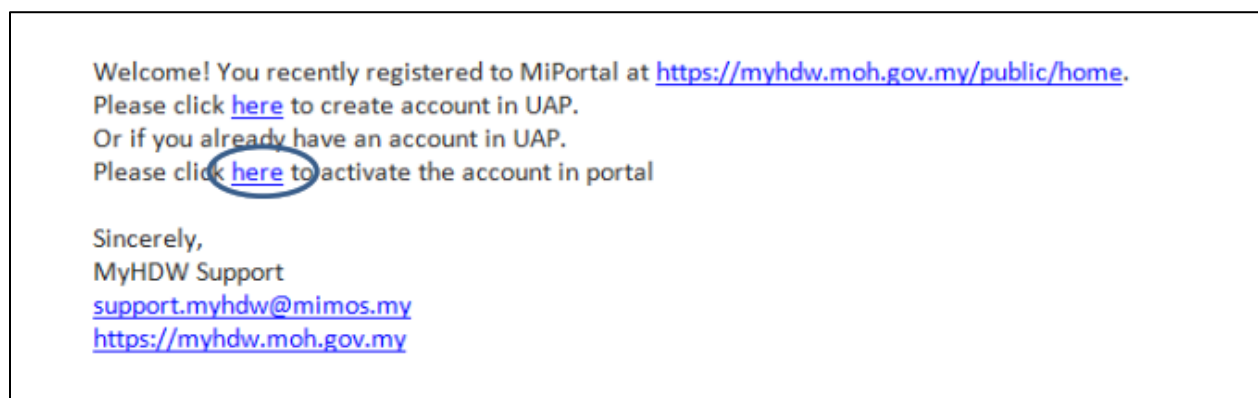 Welcome! You recently registered to MiPortal at https://myhdw.moh.gov.my/public/home.
Please click here to create account in UAP.
Or if you already have an account in UAP.
Please click here to activate the account in portal
Sincerely,
MyHDW Support
support.myhdw@mimos.my
https://myhdw.moh.gov.my